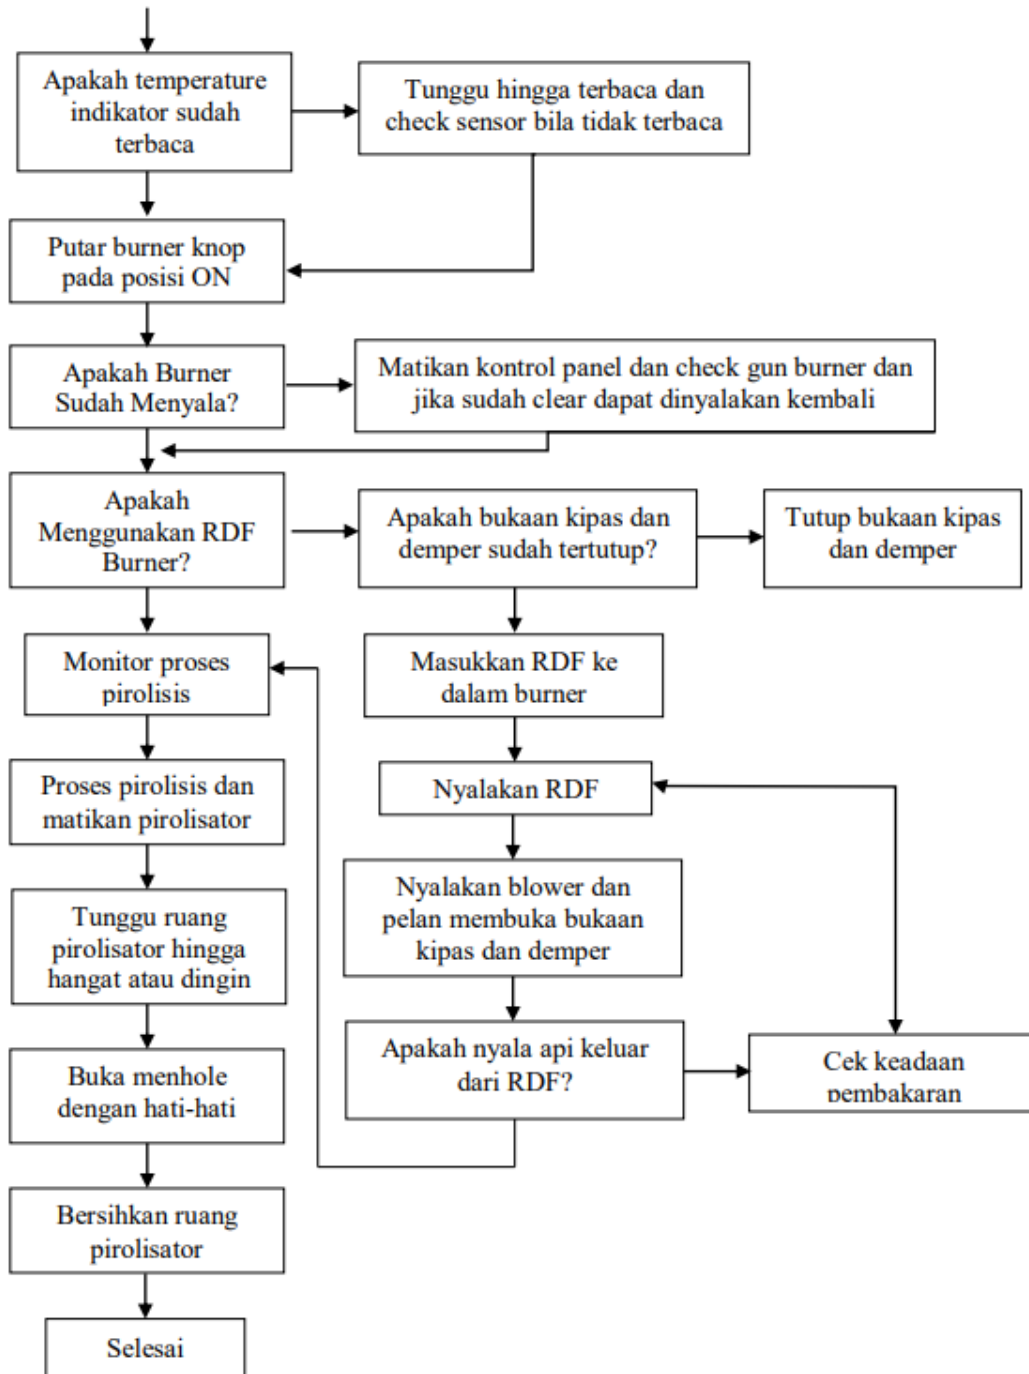 Apakah temperature
indikator sudah
terbaca
Tunggu hingga terbaca dan
check sensor bila tidak terbaca
Putar burner knop
pada posisi ON
Apakah Burner
Sudah Menyala?
Matikan kontrol panel dan check gun burner dan
jika sudah clear dapat dinyalakan kembali
Apakah
Menggunakan RDF
Burner?
Apakah bukaan kipas dan
demper sudah tertutup?
Tutup bukaan kipas
dan demper
Monitor proses
pirolisis
Masukkan RDF ke
dalam burner
Proses pirolisis dan
matikan pirolisator
Nyalakan RDF
Tunggu ruang
pirolisator hingga
hangat atau dingin
Nyalakan blower dan
pelan membuka bukaan
kipas dan demper
Buka menhole
dengan hati-hati
Apakah nyala api keluar
dari RDF?
Cek keadaan
pembakaran
Bersihkan ruang
pirolisator
Selesai